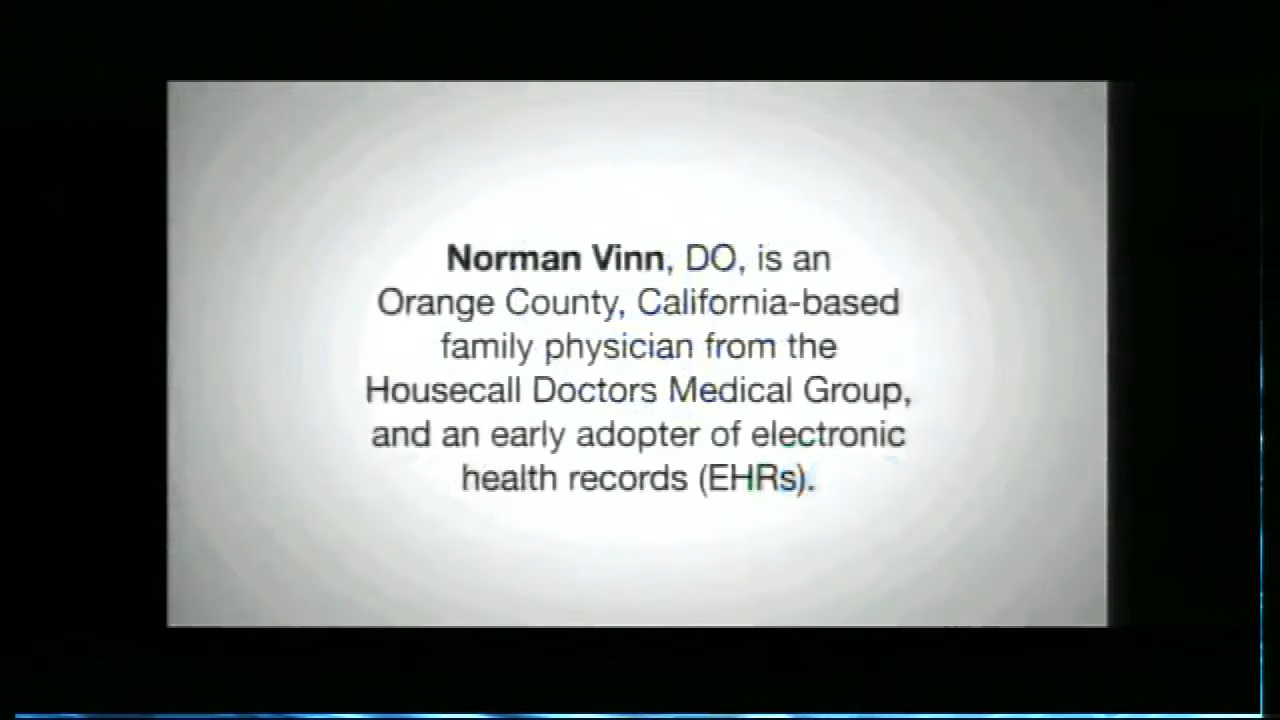 Norman Vinn, DO, is an
Orange County, California-based
family physician from the
Housecall Doctors Medical Group,
and an early adopter of electronic
health records (EHRs).